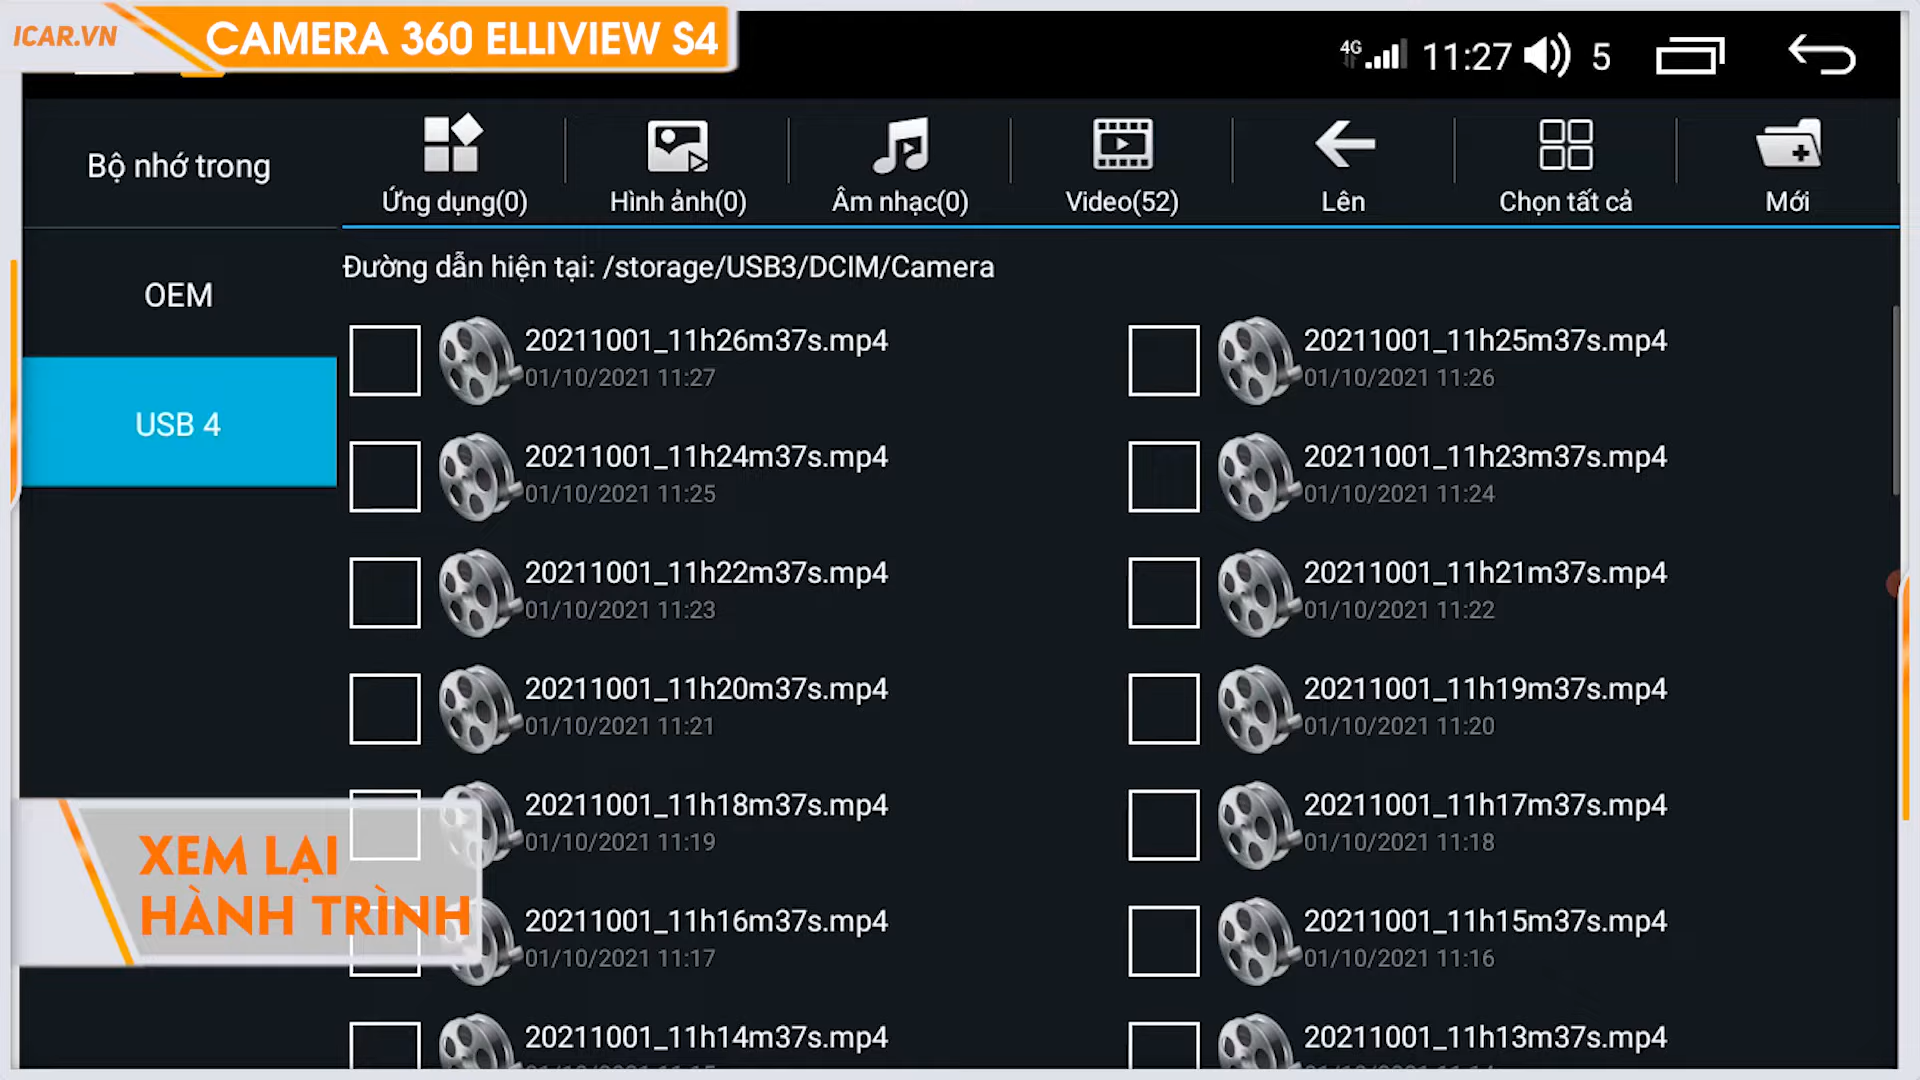 ICAR.VN
CAMERA 360 ELLIVIEW S4
4G 11:27 5
Bộ nhớ trong
Ứng dụng(0) Hình ảnh(0) Âm nhạc(0) Video(52) Lên Chọn tất cả Mới
OEM
USB 4
Đường dẫn hiện tại: /storage/USB3/DCIM/Camera
20211001_11h26m37s.mp4
01/10/2021 11:27
20211001_11h25m37s.mp4
01/10/2021 11:26
20211001_11h24m37s.mp4
01/10/2021 11:25
20211001_11h23m37s.mp4
01/10/2021 11:24
20211001_11h22m37s.mp4
01/10/2021 11:23
20211001_11h21m37s.mp4
01/10/2021 11:22
20211001_11h20m37s.mp4
01/10/2021 11:21
20211001_11h19m37s.mp4
01/10/2021 11:20
20211001_11h18m37s.mp4
01/10/2021 11:19
20211001_11h17m37s.mp4
01/10/2021 11:18
20211001_11h16m37s.mp4
01/10/2021 11:17
20211001_11h15m37s.mp4
01/10/2021 11:16
20211001_11h14m37s.mp4
20211001_11h13m37s.mp4
XEM LẠI
HÀNH TRÌNH